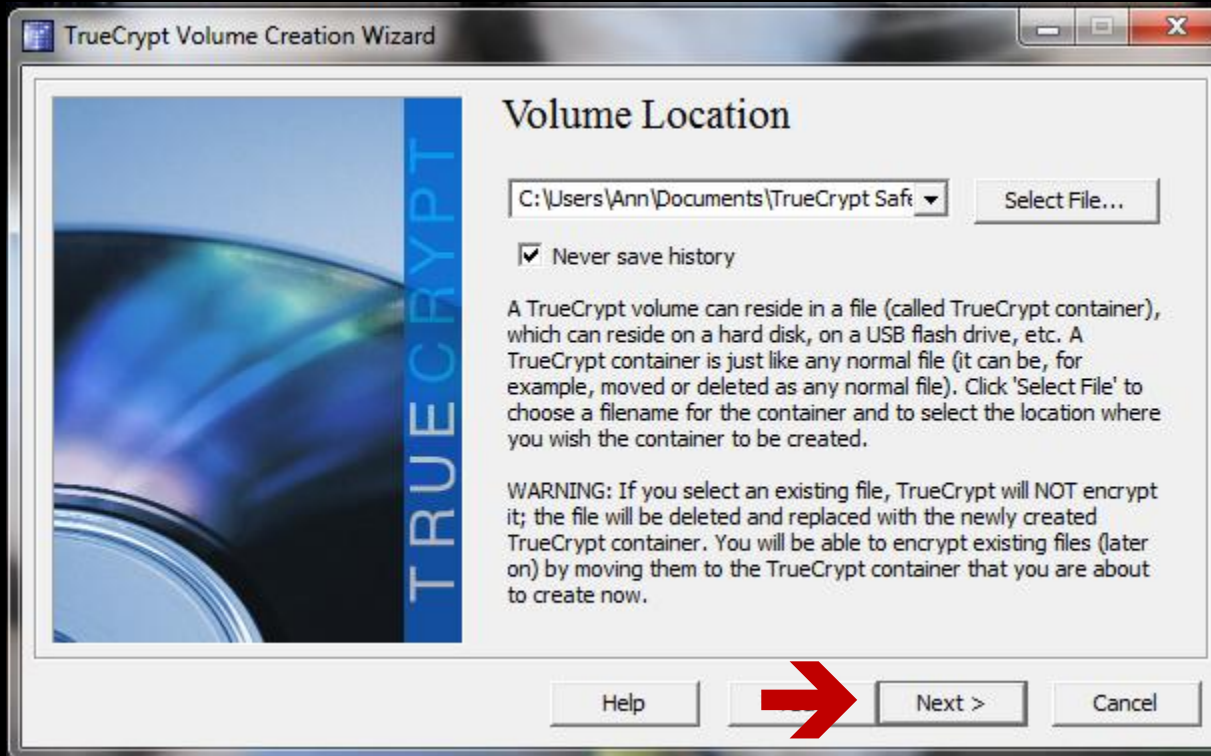 TrueCrypt Volume Creation Wizard
TRUECRYPT
Volume Location
C:\Users\Ann\Documents\TrueCrypt Safe
Select File...
Never save history
A TrueCrypt volume can reside in a file (called TrueCrypt container),
which can reside on a hard disk, on a USB flash drive, etc. A
TrueCrypt container is just like any normal file (it can be, for
example, moved or deleted as any normal file). Click 'Select File' to
choose a filename for the container and to select the location where
you wish the container to be created.
WARNING: If you select an existing file, TrueCrypt will NOT encrypt
it; the file will be deleted and replaced with the newly created
TrueCrypt container. You will be able to encrypt existing files (later
on) by moving them to the TrueCrypt container that you are about
to create now.
Help
Next >
Cancel